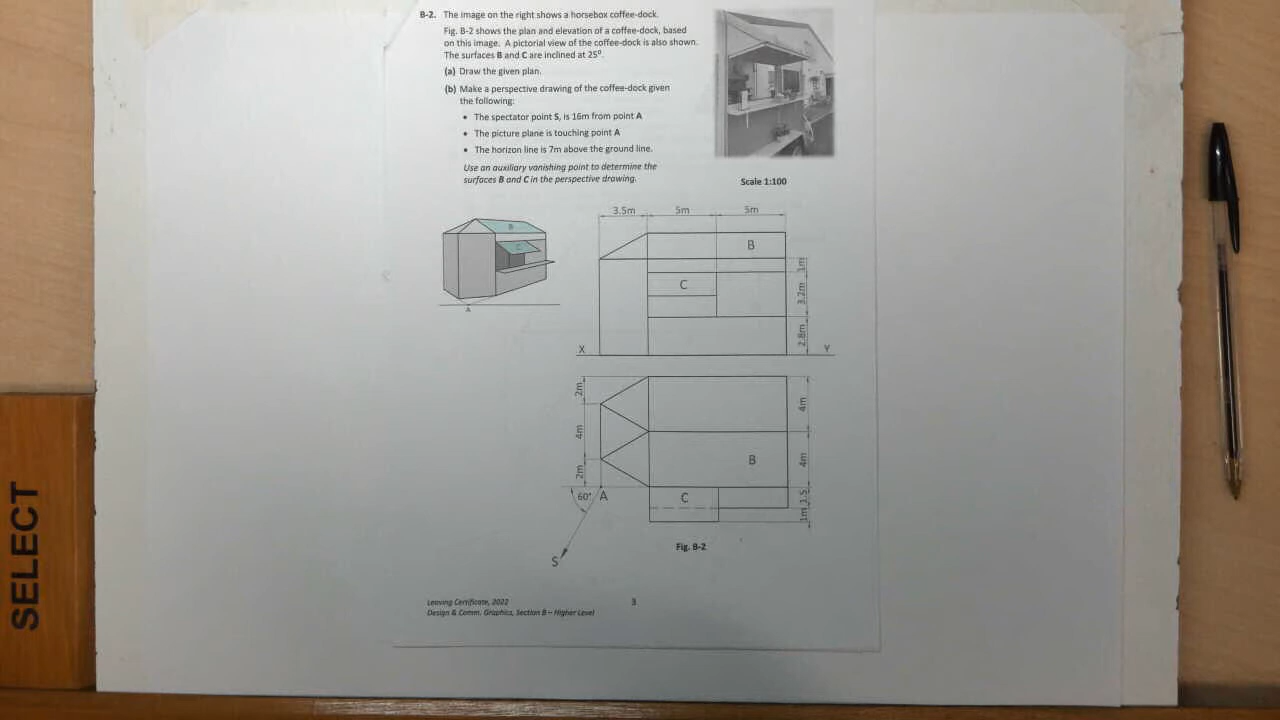 B-2. The image on the right shows a horsebox coffee-dock.
Fig. B-2 shows the plan and elevation of a coffee-dock, based
on this image. A pictorial view of the coffee-dock is also shown.
The surfaces B and C are inclined at 25°.
(a) Draw the given plan.
(b) Make a perspective drawing of the coffee-dock given
the following:
• The spectator point S, is 16m from point A
• The picture plane is touching point A
• The horizon line is 7m above the ground line.
Use an auxiliary vanishing point to determine the
surfaces B and C in the perspective drawing.
Scale 1:100
3.5m 5m 5m
B
C
A
B
C
1m
3.2m
2.8m
X Y
2m
4m
2m
4m
4m
B
1.5
1m
60° A
C
S
Fig. B-2
Leaving Certificate, 2022
Design & Comm. Graphics, Section B – Higher Level
3
SELECT